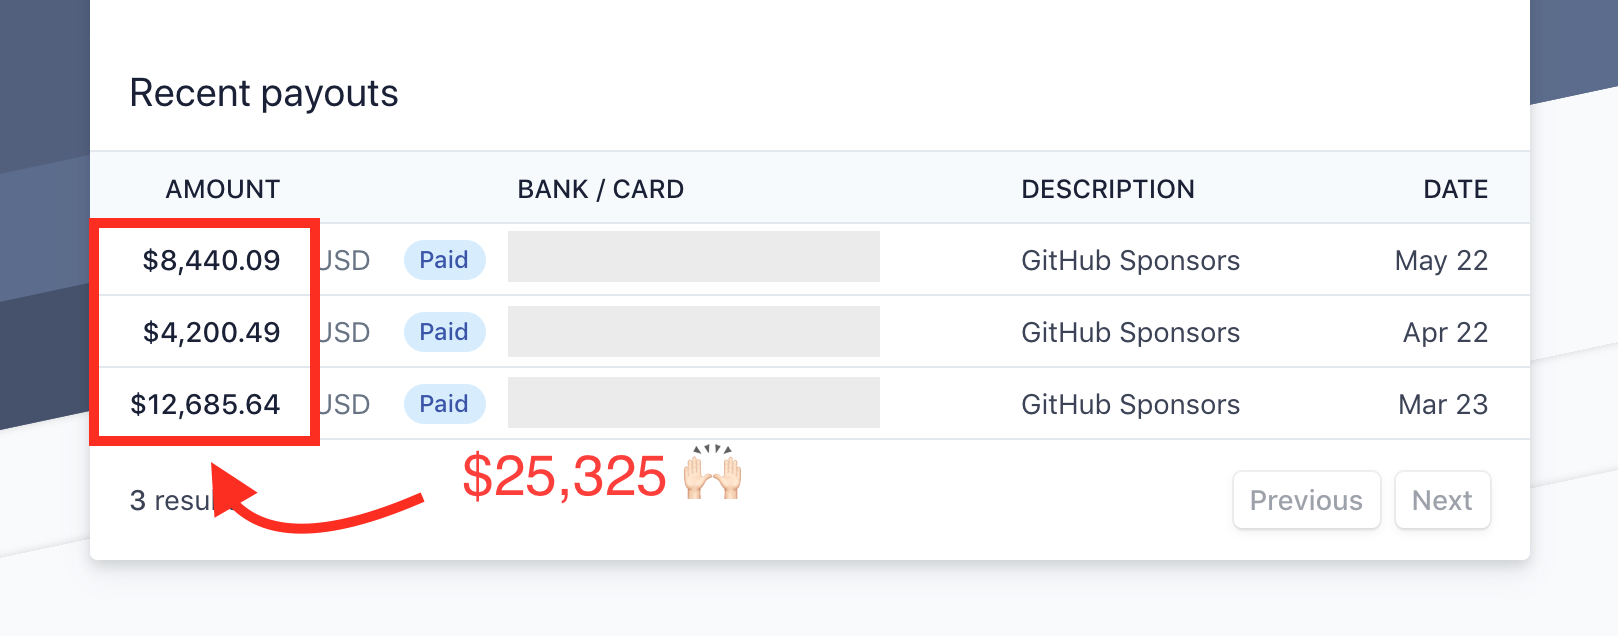 Recent payouts
AMOUNT BANK / CARD DESCRIPTION DATE
$8,440.09 USD Paid GitHub Sponsors May 22
$4,200.49 USD Paid GitHub Sponsors Apr 22
$12,685.64 USD Paid GitHub Sponsors Mar 23
$25,325 🙌🏻
3 results Previous Next